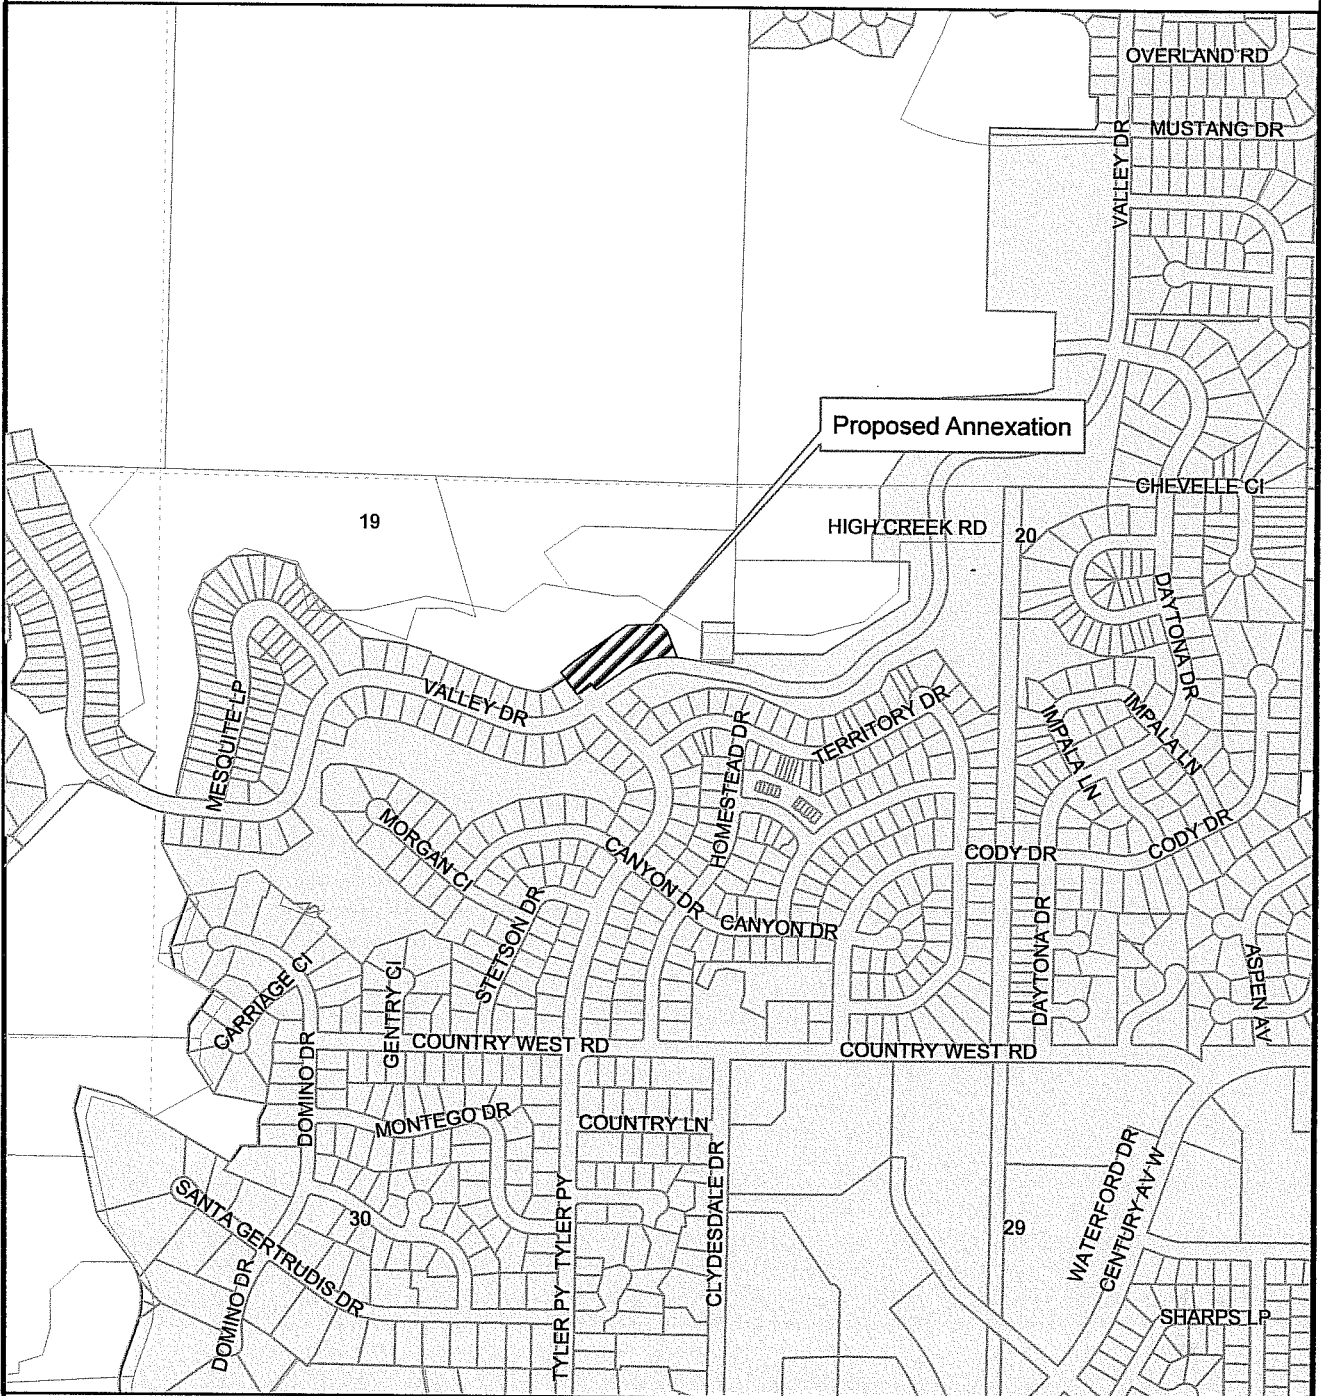 OVERLAND RD
MUSTANG DR
VALLEY DR
Proposed Annexation
CHEVELLE CI
19
HIGH CREEK RD
20
DAYTONA DR
MESQUITE LP
VALLEY DR
TERRITORY DR
IMPALA LN
IMPALA LN
HOMESTEAD DR
MORGAN CI
CANYON DR
CODY DR
CODY DR
STETSON DR
CANYON DR
DAYTONA DR
ASPEN AV
CARRIAGE CI
GENTRY CI
DOMINO DR
COUNTRY WEST RD
COUNTRY WEST RD
MONTEGO DR
COUNTRY LN
CLYDESDALE DR
WATERFORD DR
CENTURY AV W
SANTA GERTRUDIS DR
30
29
TYLER PY
TYLER PY
DOMINO DR
SHARPS LP